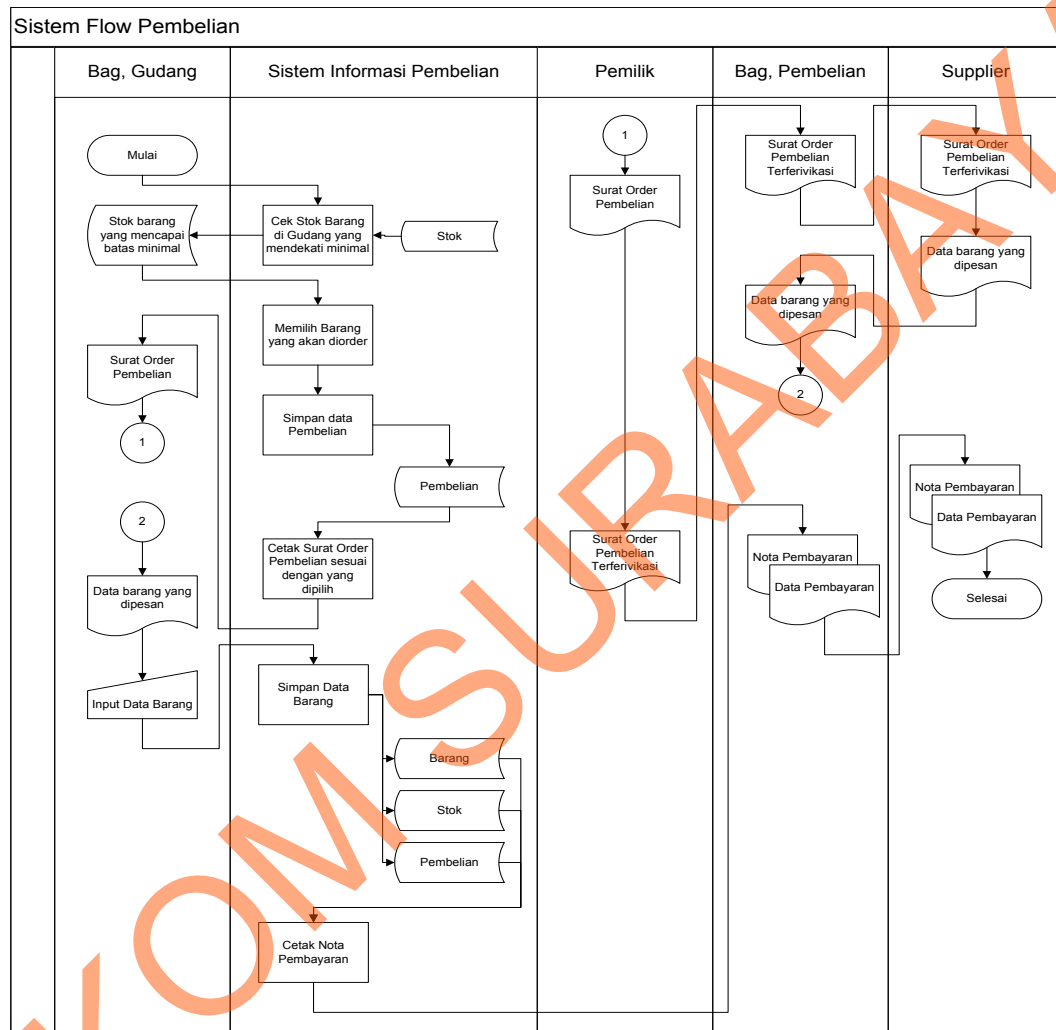 Sistem Flow Pembelian
Bag, Gudang
Sistem Informasi Pembelian
Pemilik
Bag, Pembelian
Supplier
Mulai
Stok barang
yang mencapai
batas minimal
Surat Order
Pembelian
1
2
Data barang yang
dipesan
Input Data Barang
Cek Stok Barang
di Gudang yang
mendekati minimal
Stok
Memilih Barang
yang akan diorder
Simpan data
Pembelian
Pembelian
Cetak Surat Order
Pembelian sesuai
dengan yang
dipilih
Simpan Data
Barang
Barang
Stok
Pembelian
Cetak Nota
Pembayaran
1
Surat Order
Pembelian
Surat Order
Pembelian
Terferivikasi
Surat Order
Pembelian
Terferivikasi
Data barang yang
dipesan
2
Nota Pembayaran
Data Pembayaran
Surat Order
Pembelian
Terferivikasi
Data barang yang
dipesan
Nota Pembayaran
Data Pembayaran
Selesai
KOM SURABAYA